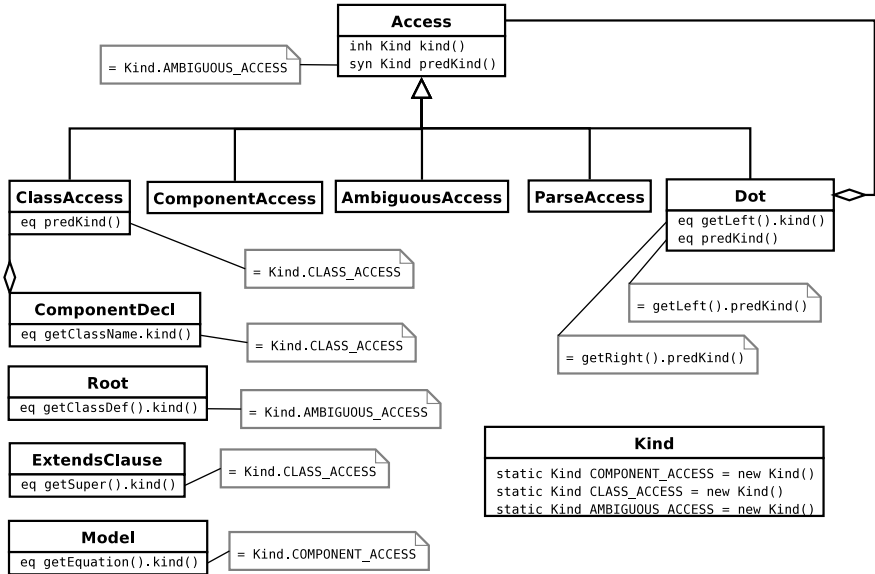 Access
inh Kind kind()
syn Kind predKind()
= Kind.AMBIGUOUS_ACCESS
ClassAccess
eq predKind()
ComponentAccess
AmbiguousAccess
ParseAccess
Dot
eq getLeft().kind()
eq predKind()
= Kind.CLASS_ACCESS
= getLeft().predKind()
ComponentDecl
eq getClassName.kind()
= Kind.CLASS_ACCESS
= getRight().predKind()
Root
eq getClassDef().kind()
= Kind.AMBIGUOUS_ACCESS
ExtendsClause
eq getSuper().kind()
= Kind.CLASS_ACCESS
Kind
static Kind COMPONENT_ACCESS = new Kind()
static Kind CLASS_ACCESS = new Kind()
static Kind AMBIGUOUS_ACCESS = new Kind()
Model
eq getEquation().kind()
= Kind.COMPONENT_ACCESS